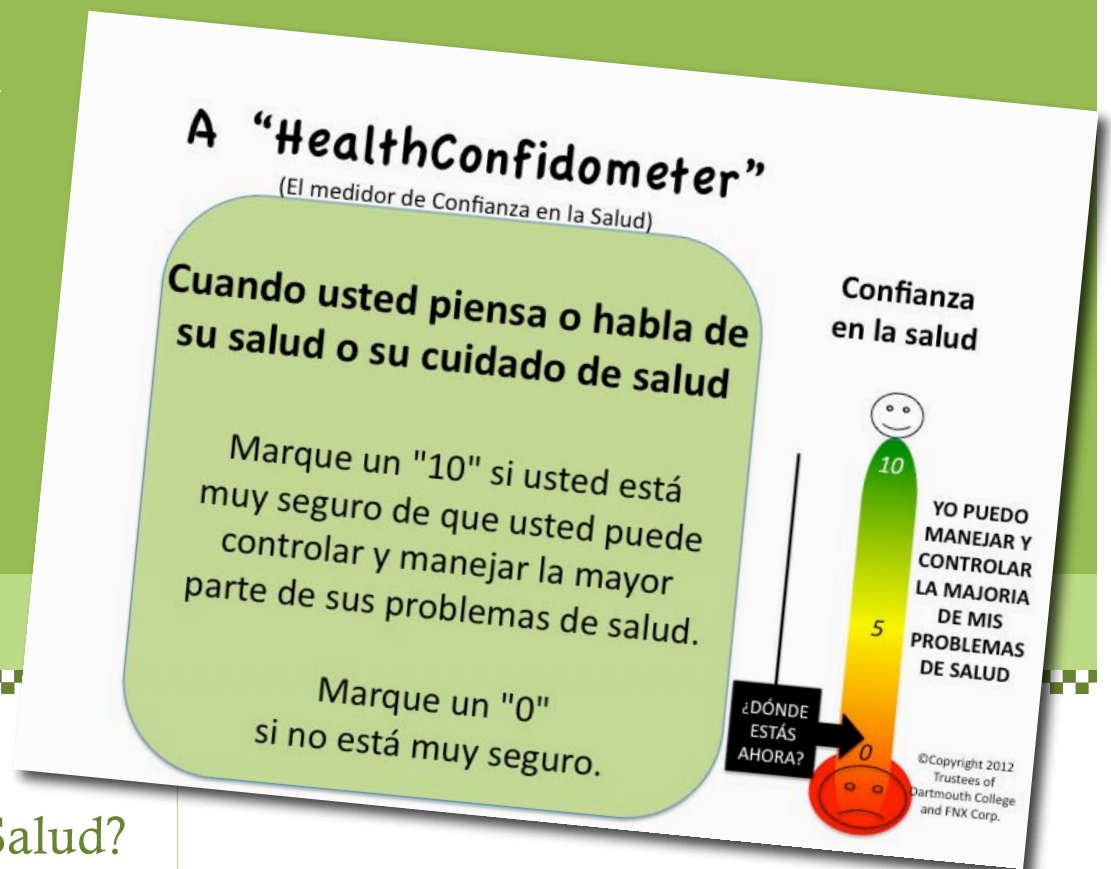 A “HealthConfidometer”
(El medidor de Confianza en la Salud)
Cuando usted piensa o habla de
su salud o su cuidado de salud
Marque un "10" si usted está
muy seguro de que usted puede
controlar y manejar la mayor
parte de sus problemas de salud.
Marque un "0"
si no está muy seguro.
Confianza
en la salud
10
5
0
YO PUEDO
MANEJAR Y
CONTROLAR
LA MAJORIA
DE MIS
PROBLEMAS
DE SALUD
¿DÓNDE
ESTÁS
AHORA?
©Copyright 2012
Trustees of
Dartmouth College
and FNX Corp.
Salud?